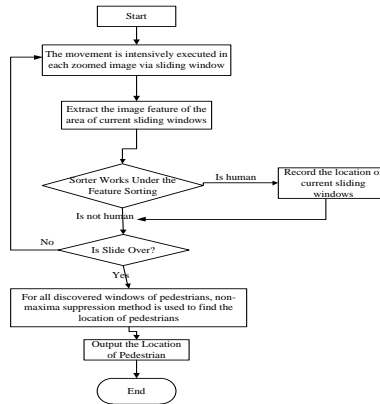 Start
The movement is intensively executed in
each zoomed image via sliding window
Extract the image feature of the
area of current sliding windows
Sorter Works Under the
Feature Sorting
Is human
Record the location of
current sliding
windows
Is not human
Is Slide Over?
No
Yes
For all discovered windows of pedestrians, non-
maxima suppression method is used to find the
location of pedestrians
Output the Location
of Pedestrian
End